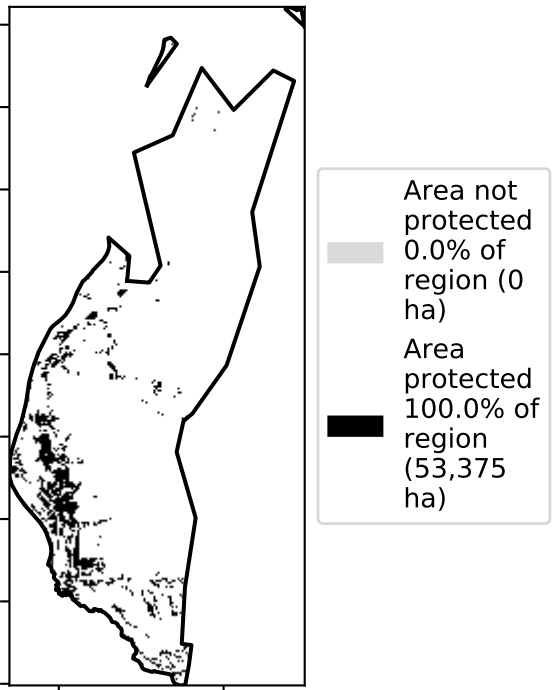 Area not
protected
0.0% of
region (0
ha)
Area
protected
100.0% of
region
(53,375
ha)